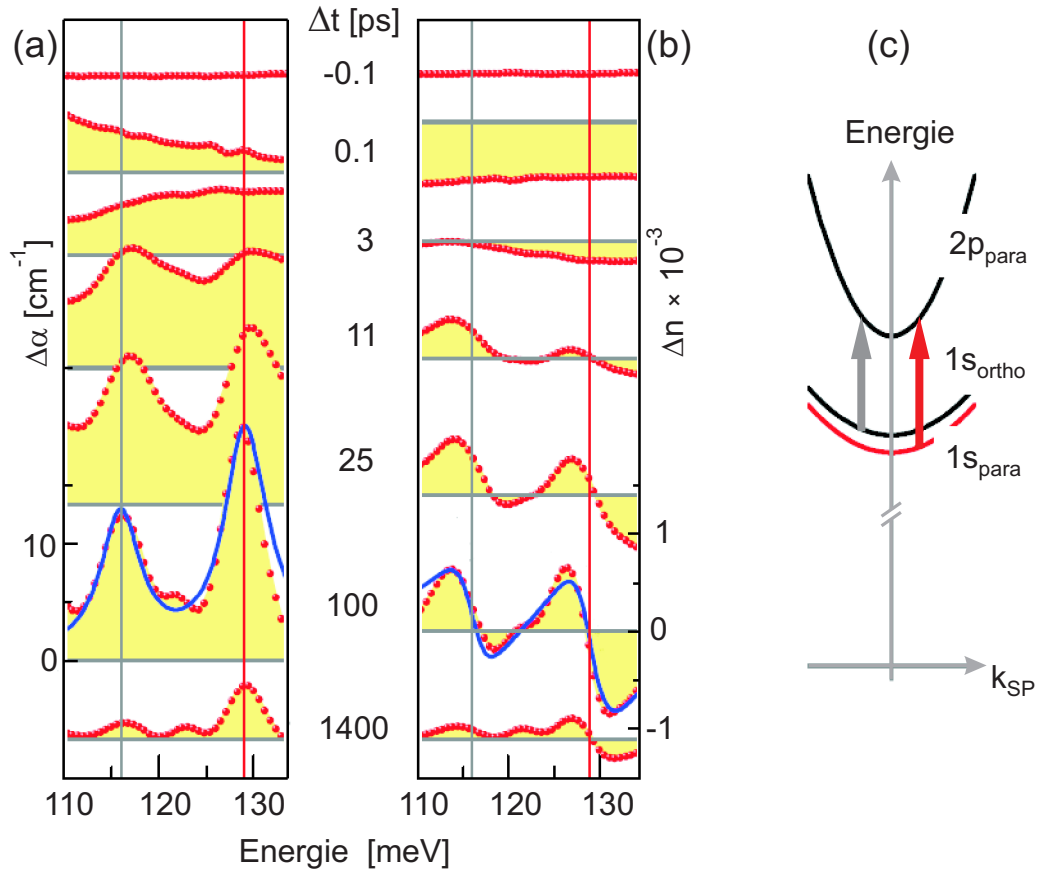 (a)
Δt [ps]
(b)
(c)
-0.1
0.1
3
11
25
100
1400
Δα [cm⁻¹]
10
0
110
120
130
Δn × 10⁻³
1
0
-1
110
120
130
Energie [meV]
Energie
2p_para
1s_ortho
1s_para
k_SP